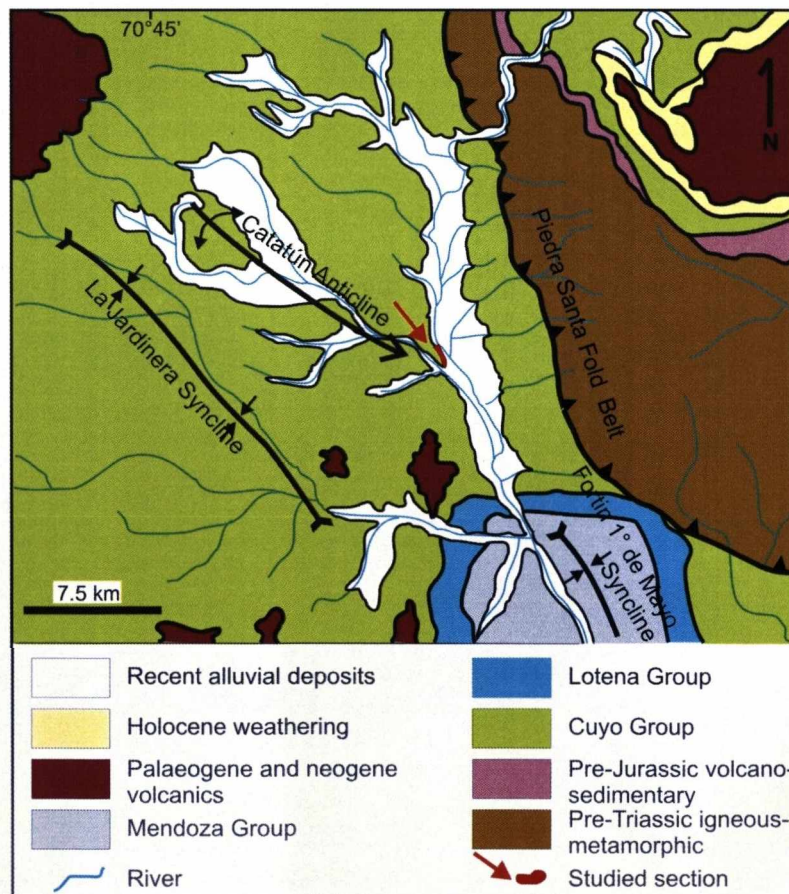 70°45'
N
Catatún Anticline
La Jardinera Syncline
Piedra Santa Fold Belt
Fortin 1° de Mayo
Syncline
7.5 km
Recent alluvial deposits
Holocene weathering
Palaeogene and neogene
volcanics
Mendoza Group
River
Lotena Group
Cuyo Group
Pre-Jurassic volcano-
sedimentary
Pre-Triassic igneous-
metamorphic
Studied section